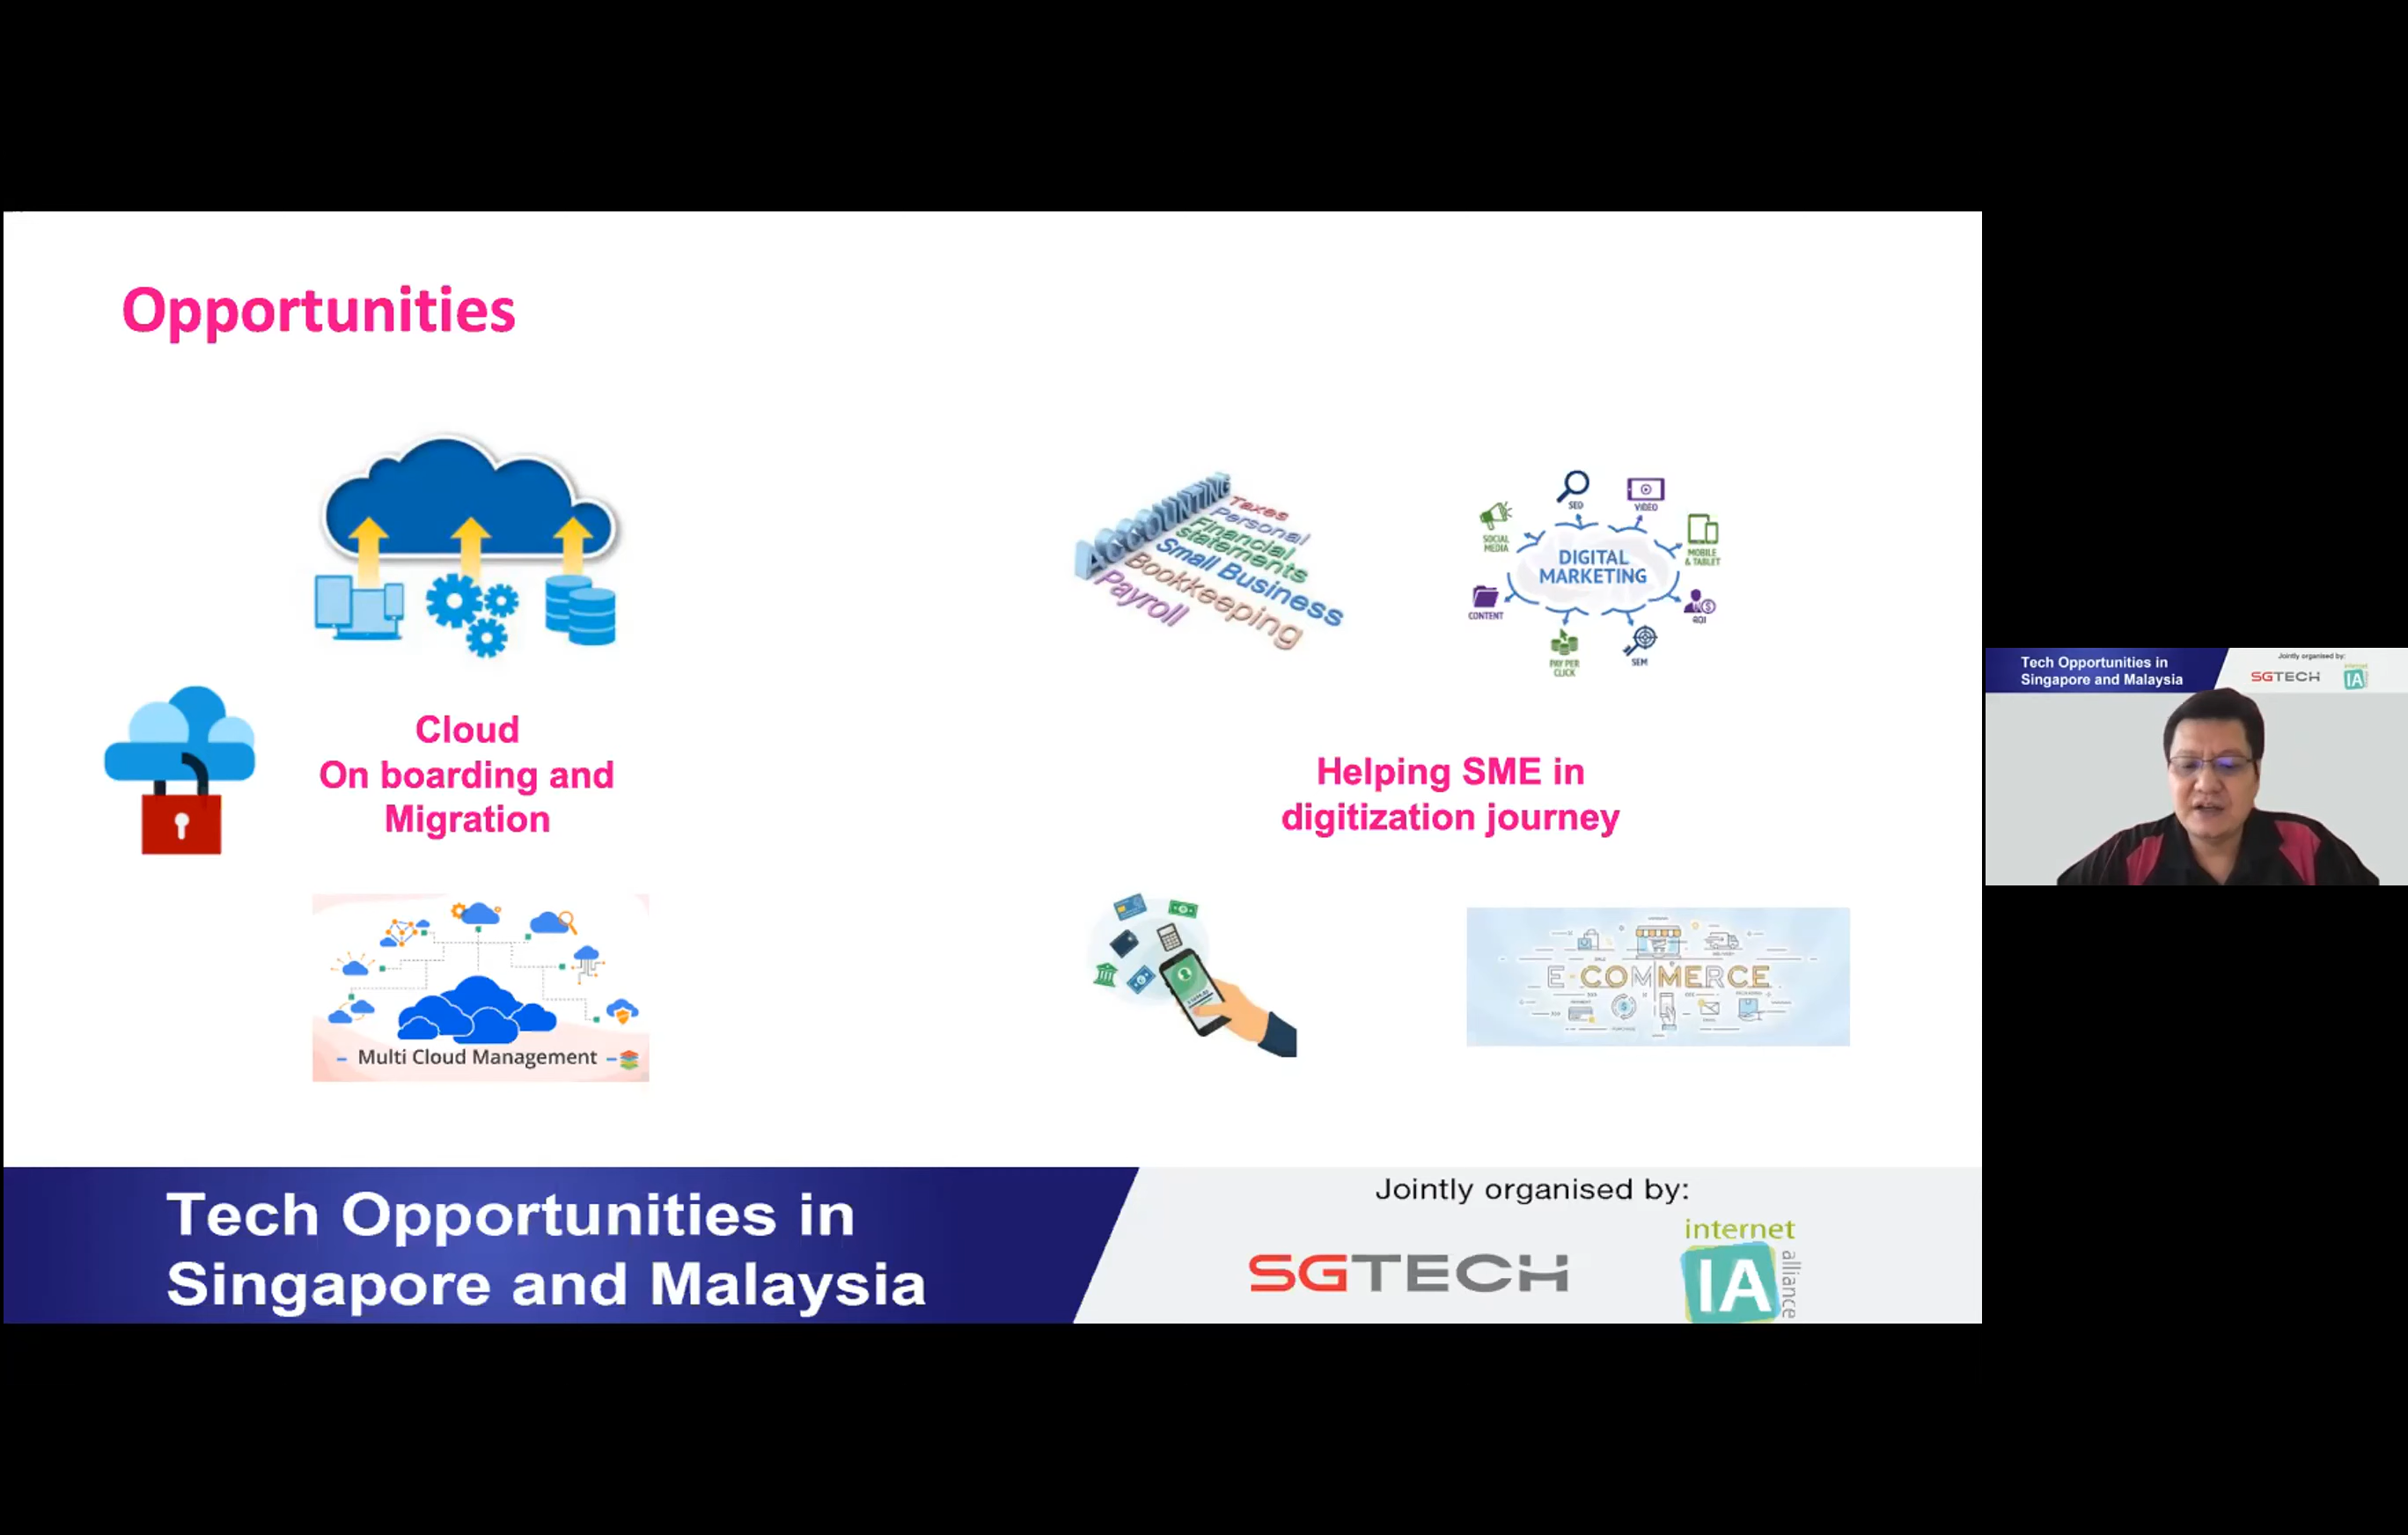 Opportunities
Cloud
On boarding and
Migration
Multi Cloud Management
ACCOUNTING
Taxes
Personal
Financial
statements
Small Business
Bookkeeping
Payroll
SEO
VIDEO
SOCIAL
MEDIA
MOBILE
& TABLET
DIGITAL
MARKETING
CONTENT
ROI
PAY PER
CLICK
SEM
Helping SME in
digitization journey
E-COMMERCE
Tech Opportunities in
Singapore and Malaysia
Jointly organised by:
SGTECH
internet
IA
alliance
Tech Opportunities in
Singapore and Malaysia
Jointly organised by:
SGTECH
internet
IA